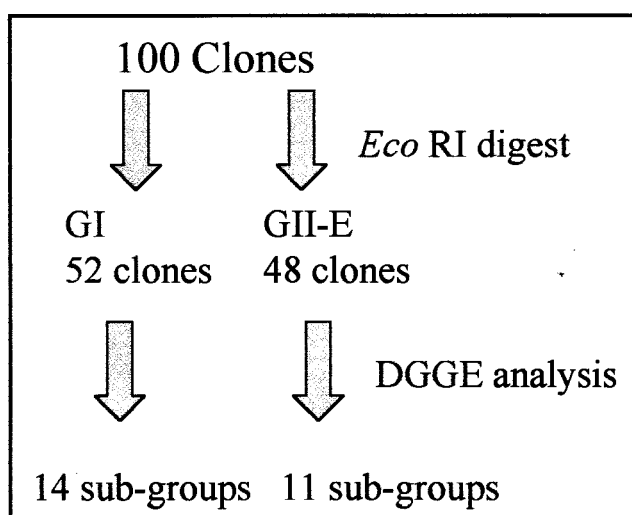 100 Clones
Eco RI digest
GI GII-E
52 clones 48 clones
DGGE analysis
14 sub-groups 11 sub-groups